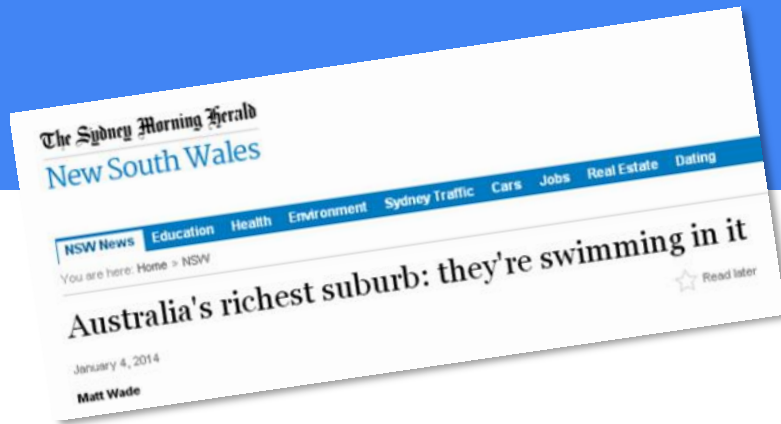 The Sydney Morning Herald
New South Wales
NSW News Education Health Environment Sydney Traffic Cars Jobs Real Estate Dating
You are here: Home > NSW
Australia's richest suburb: they're swimming in it
Read later
January 4, 2014
Matt Wade